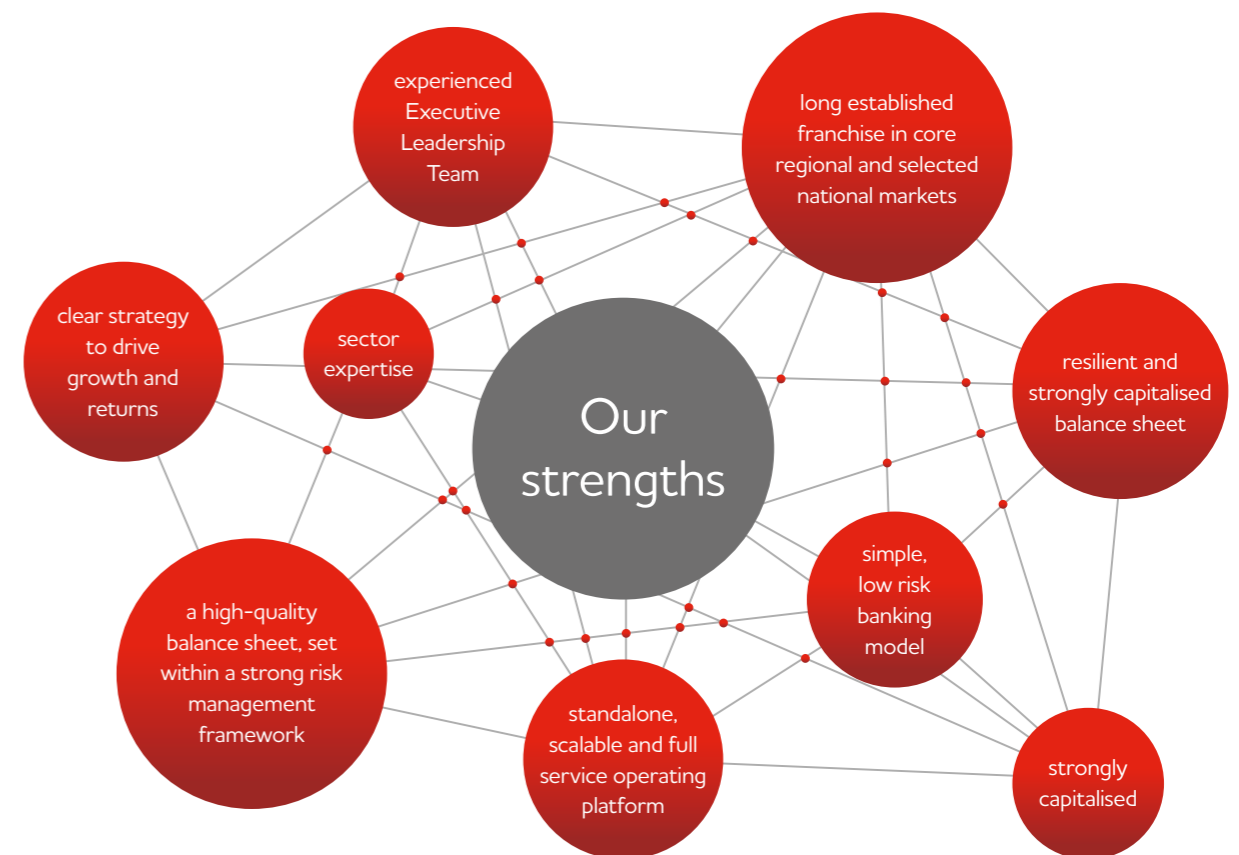 experienced
Executive
Leadership
Team
long established
franchise in core
regional and selected
national markets
clear strategy
to drive
growth and
returns
sector
expertise
resilient and
strongly capitalised
balance sheet
Our
strengths
simple,
low risk
banking
model
a high-quality
balance sheet, set
within a strong risk
management
framework
standalone,
scalable and full
service operating
platform
strongly
capitalised